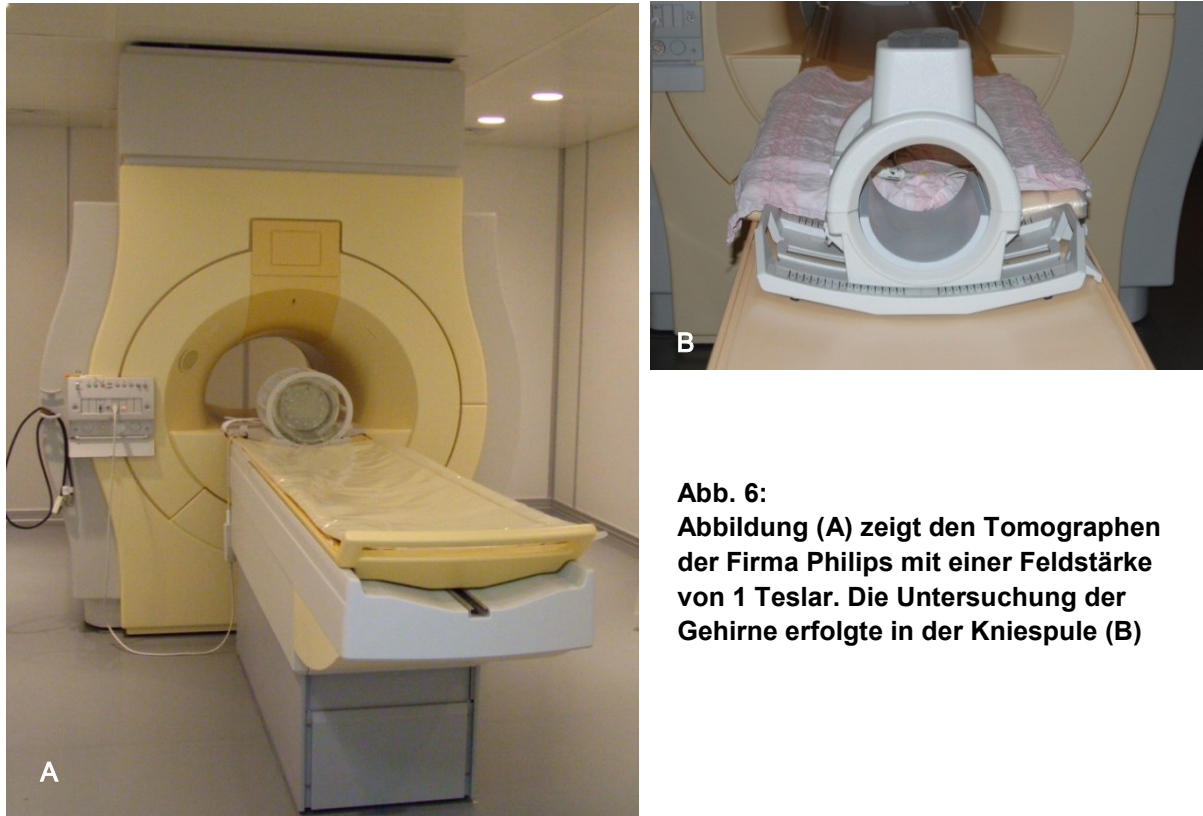 A
B
Abb. 6:
Abbildung (A) zeigt den Tomographen
der Firma Philips mit einer Feldstärke
von 1 Teslar. Die Untersuchung der
Gehirne erfolgte in der Kniespule (B)